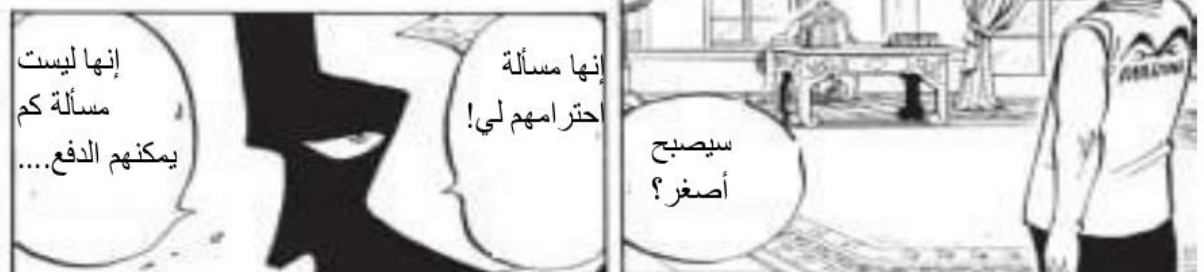 سيصبح
أصغر؟
إنها مسألة
احترامهم لي!
إنها ليست
مسألة كم
يمكنهم الدفع....